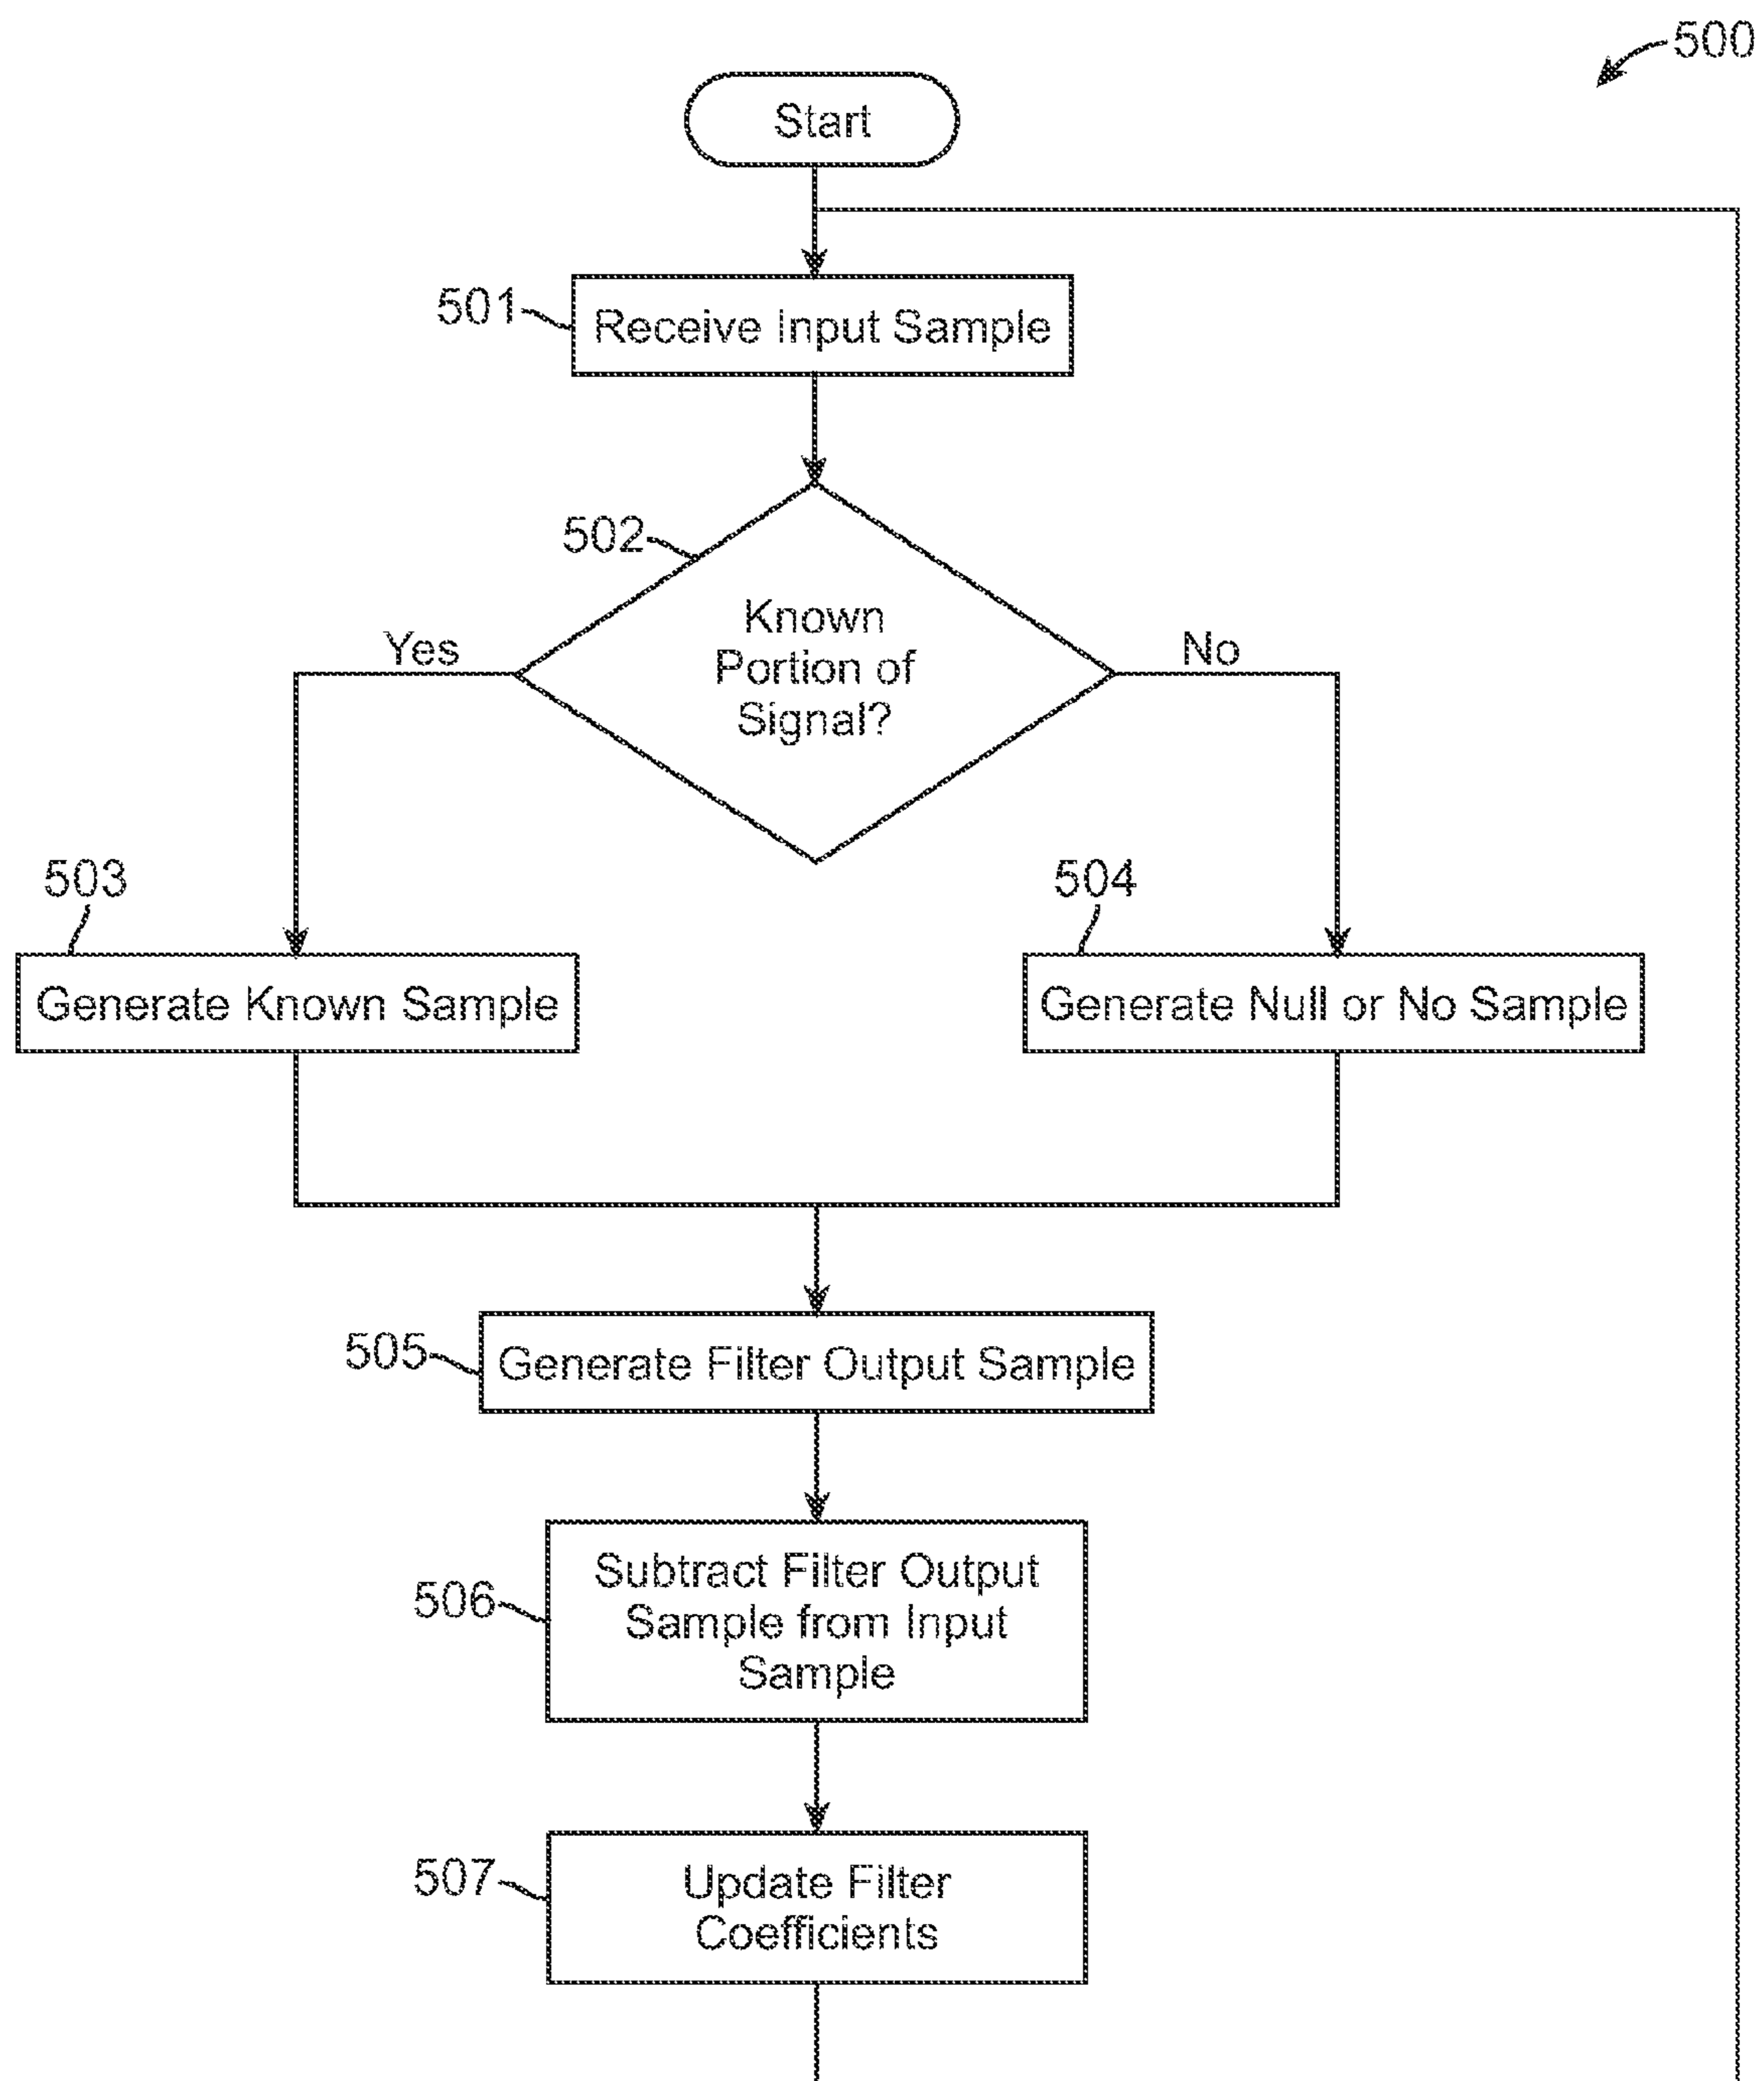 500
Start
501
Receive Input Sample
502
Known
Portion of
Signal?
Yes
No
503
504
Generate Known Sample
Generate Null or No Sample
505
Generate Filter Output Sample
506
Subtract Filter Output
Sample from Input
Sample
507
Update Filter
Coefficients